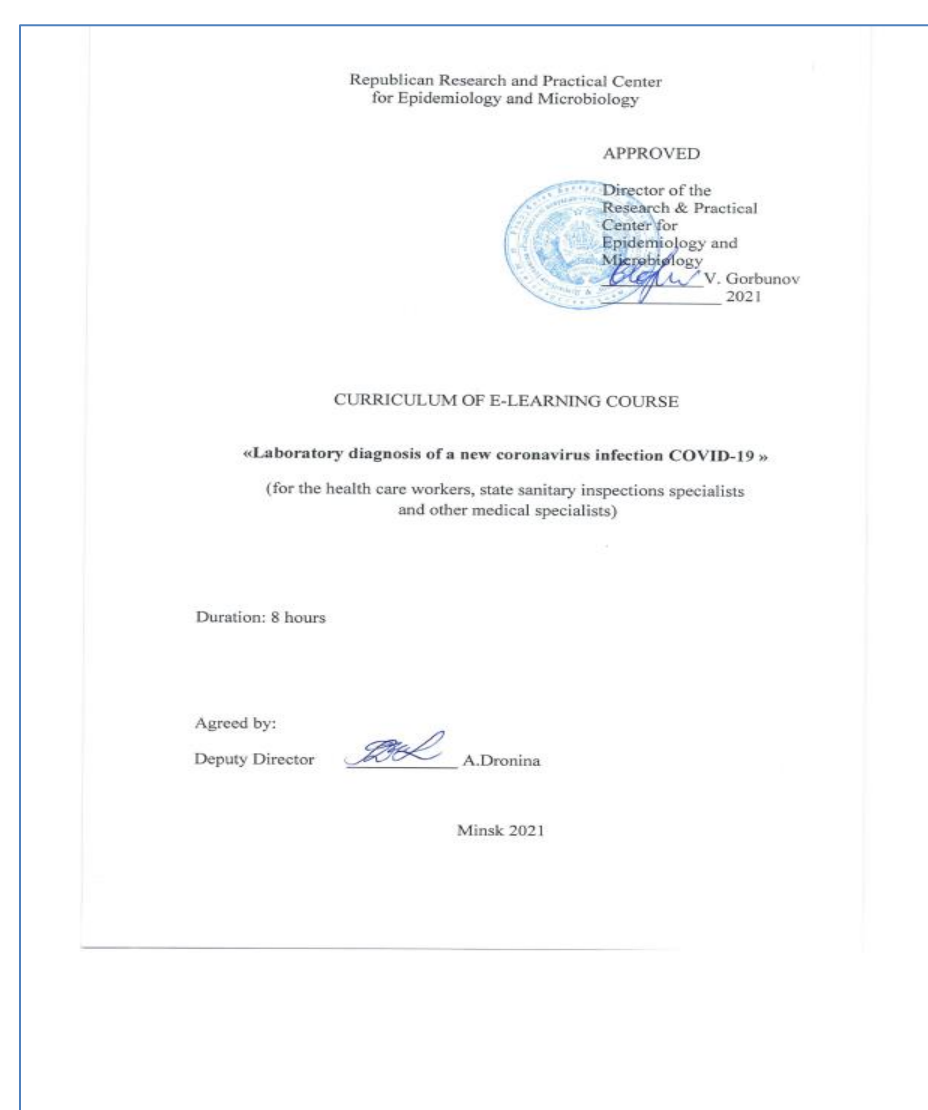 Republican Research and Practical Center
for Epidemiology and Microbiology
APPROVED
Director of the
Research & Practical
Center for
Epidemiology and
Microbiology
V. Gorbunov
2021
CURRICULUM OF E-LEARNING COURSE
«Laboratory diagnosis of a new coronavirus infection COVID-19 »
(for the health care workers, state sanitary inspections specialists
and other medical specialists)
Duration: 8 hours
Agreed by:
Deputy Director A.Dronina
Minsk 2021